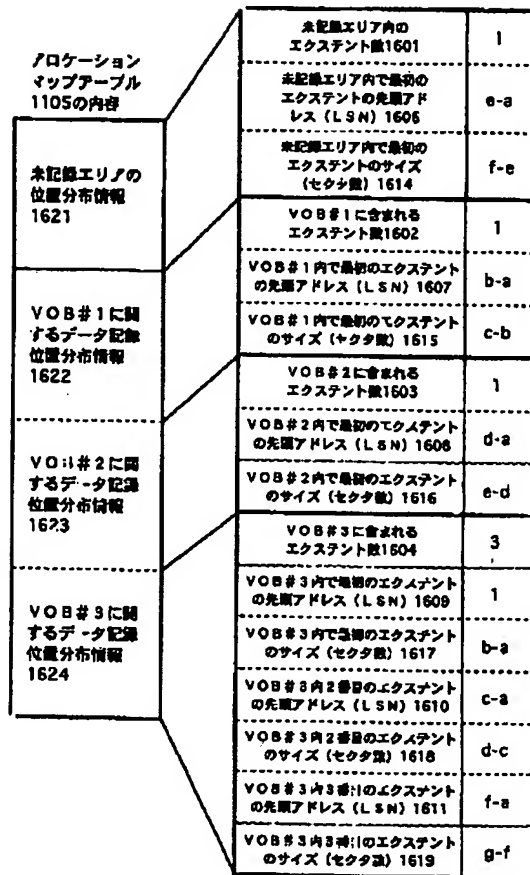 アロケーション
マップテーブル
1105の内容
未記録エリアの
位置分布情報
1621
VOB#1に関
するデータ記録
位置分布情報
1622
VOB#2に関
するデータ記録
位置分布情報
1623
VOB#3に関
するデータ記録
位置分布情報
1624
未記録エリア内の
エクステント数1601
1
未記録エリア内で最初の
エクステントの先頭アド
レス(LSN)1606
e-a
未記録エリア内で最初の
エクステントのサイズ
(セクタ数)1614
f-e
VOB#1に含まれる
エクステント数1602
1
VOB#1内で最初のエクステント
の先頭アドレス(LSN)1607
b-a
VOB#1内で最初のエクステント
のサイズ(セクタ数)1615
c-b
VOB#2に含まれる
エクステント数1603
1
VOB#2内で最初のエクステント
の先頭アドレス(LSN)1608
d-a
VOB#2内で最初のエクステント
のサイズ(セクタ数)1616
e-d
VOB#3に含まれる
エクステント数1604
3
VOB#3内で最初のエクステント
の先頭アドレス(LSN)1609
1
VOB#3内で最初のエクステント
のサイズ(セクタ数)1617
b-a
VOB#3内2番目のエクステント
の先頭アドレス(LSN)1610
c-a
VOB#3内2番目のエクステント
のサイズ(セクタ数)1618
d-c
VOB#3内3番目のエクステント
の先頭アドレス(LSN)1611
f-a
VOB#3内3番目のエクステント
のサイズ(セクタ数)1619
g-f